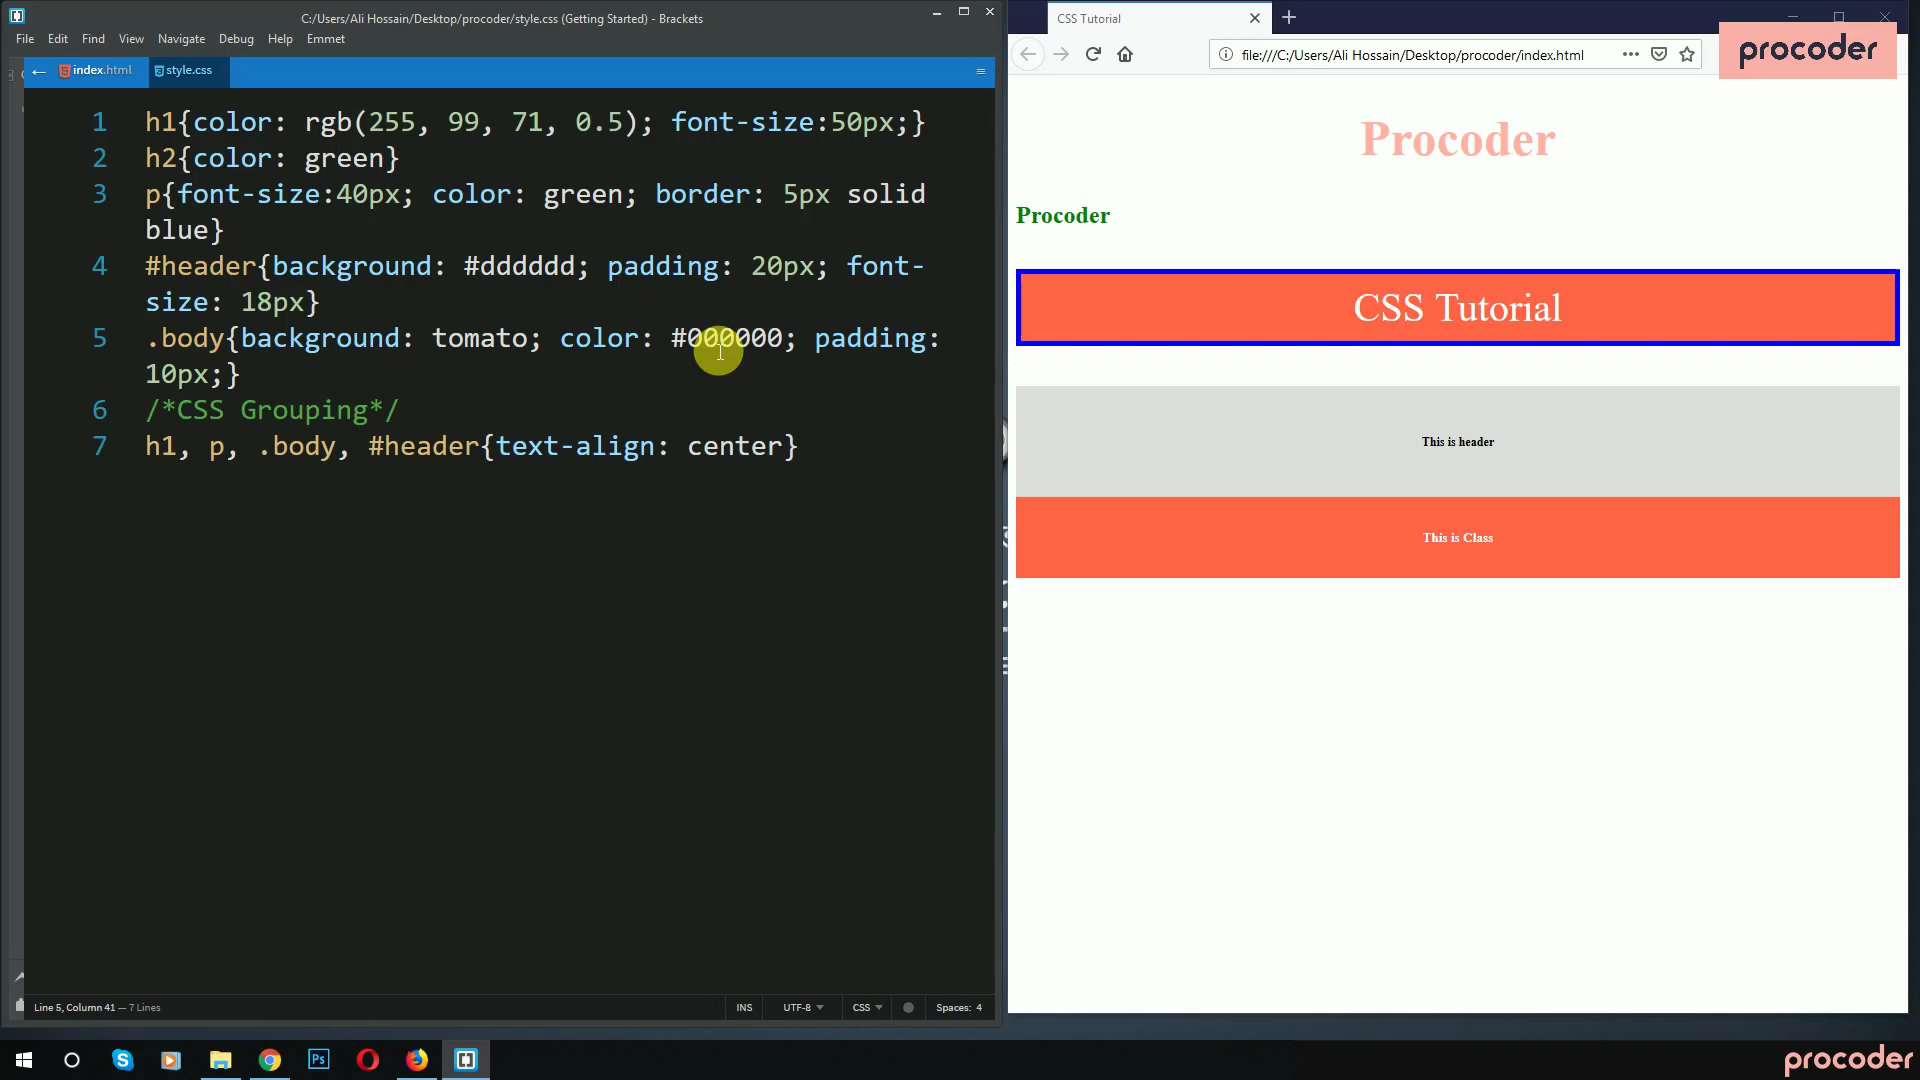 C:/Users/Ali Hossain/Desktop/procoder/style.css (Getting Started) - Brackets
File Edit Find View Navigate Debug Help Emmet
index.html style.css
1 h1{color: rgb(255, 99, 71, 0.5); font-size:50px;}
2 h2{color: green}
3 p{font-size:40px; color: green; border: 5px solid
blue}
4 #header{background: #dddddd; padding: 20px; font-
size: 18px}
5 .body{background: tomato; color: #000000; padding:
10px;}
6 /*CSS Grouping*/
7 h1, p, .body, #header{text-align: center}
Line 5, Column 41 — 7 Lines
INS UTF-8 CSS Spaces: 4
CSS Tutorial
file:///C:/Users/Ali Hossain/Desktop/procoder/index.html
procoder
Procoder
Procoder
CSS Tutorial
This is header
This is Class
Ps
procoder